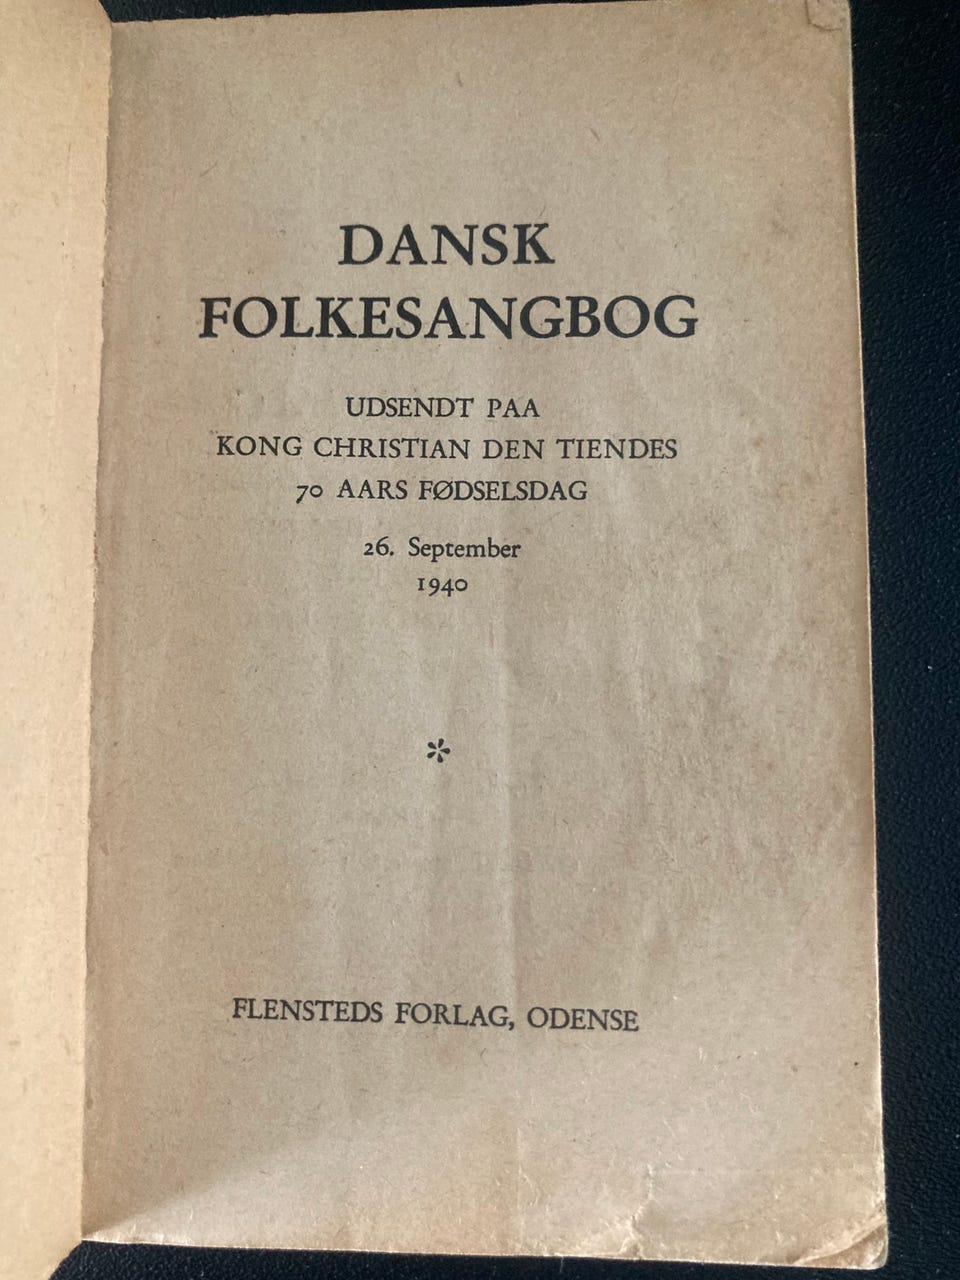 DANSK
FOLKESANGBOG
UDSENDT PAA
KONG CHRISTIAN DEN TIENDES
70 AARS FØDSELSDAG
26. September
1940
*
FLENSTEDS FORLAG, ODENSE